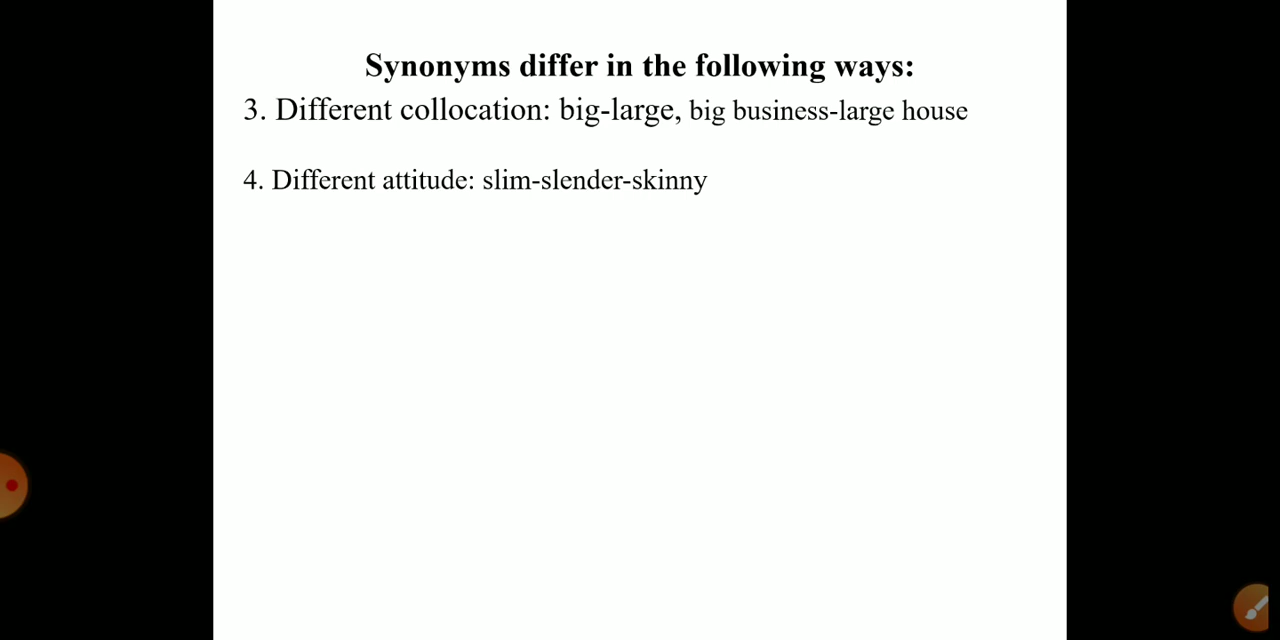 Synonyms differ in the following ways:
3. Different collocation: big-large, big business-large house
4. Different attitude: slim-slender-skinny